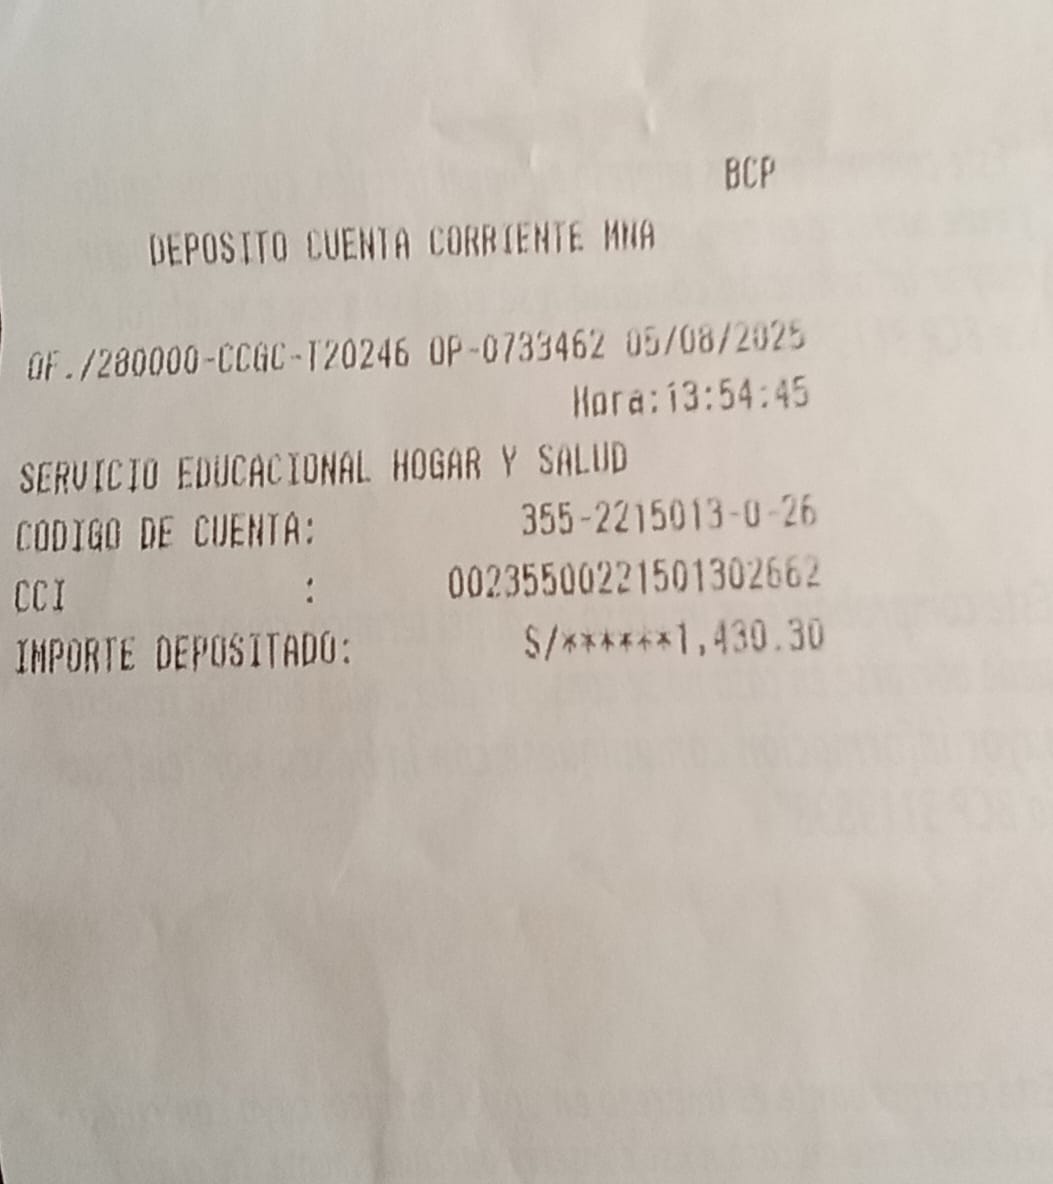 BCP
DEPOSITO CUENTA CORRIENTE MNA
OF./280000-CCGC-T20246 OP-0733462 05/08/2025
Hora:13:54:45
SERVICIO EDUCACIONAL HOGAR Y SALUD
CODIGO DE CUENTA: 355-2215013-0-26
CCI : 00235500221501302662
IMPORTE DEPOSITADO: S/******1,430.30